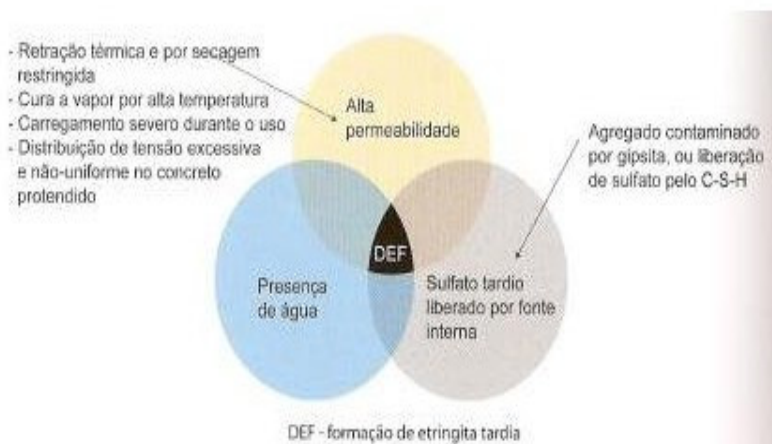 - Retração térmica e por secagem
restringida
- Cura a vapor por alta temperatura
- Carregamento severo durante o uso
- Distribuição de tensão excessiva
e não-uniforme no concreto
protendido
Alta
permeabilidade
Agregado contaminado
por gipsita, ou liberação
de sulfato pelo C-S-H
DEF
Presença
de água
Sulfato tardio
liberado por fonte
interna
DEF - formação de etringita tardia